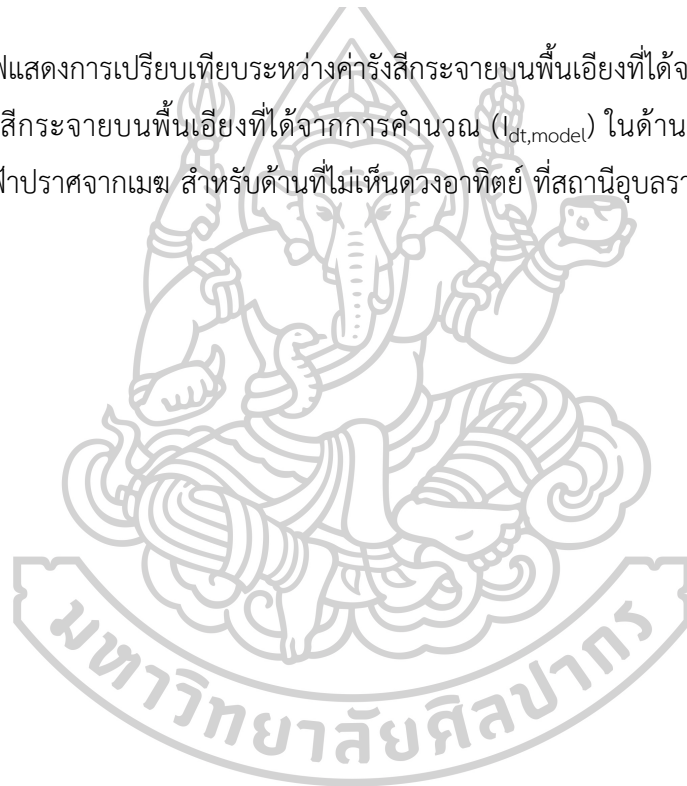 แสดงการเปรียบเทียบระหว่างค่ารังสีกระจายบนพื้นเอียงที่ได้
สีกระจายบนพื้นเอียงที่ได้จากการคำนวณ (I_dt,model) ในด้าน
ปราศจากเมฆ สำหรับด้านที่ไม่เห็นดวงอาทิตย์ ที่สถานีอุบลรา
มหาวิทยาลัยศิลปากร